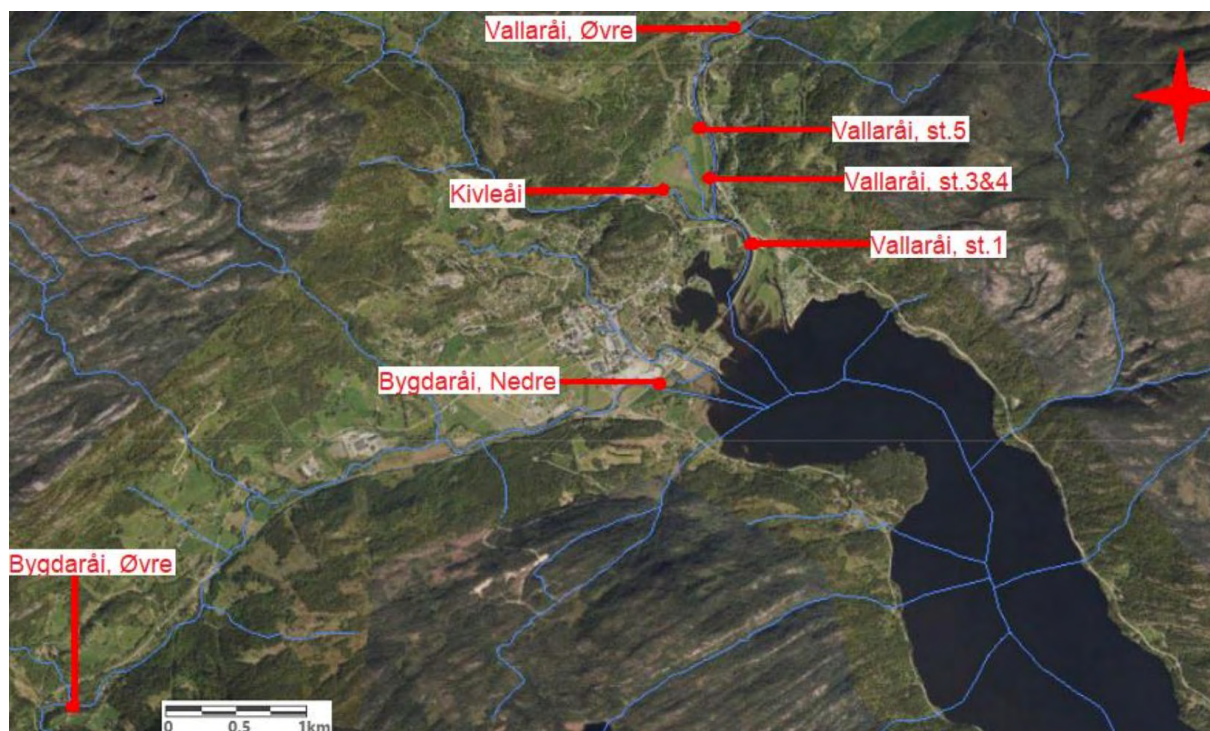 Vallaråi, Øvre
Vallaråi, st.5
Vallaråi, st.3&4
Kivleåi
Vallaråi, st.1
Bygdaråi, Nedre
Bygdaråi, Øvre
0 0.5 1km